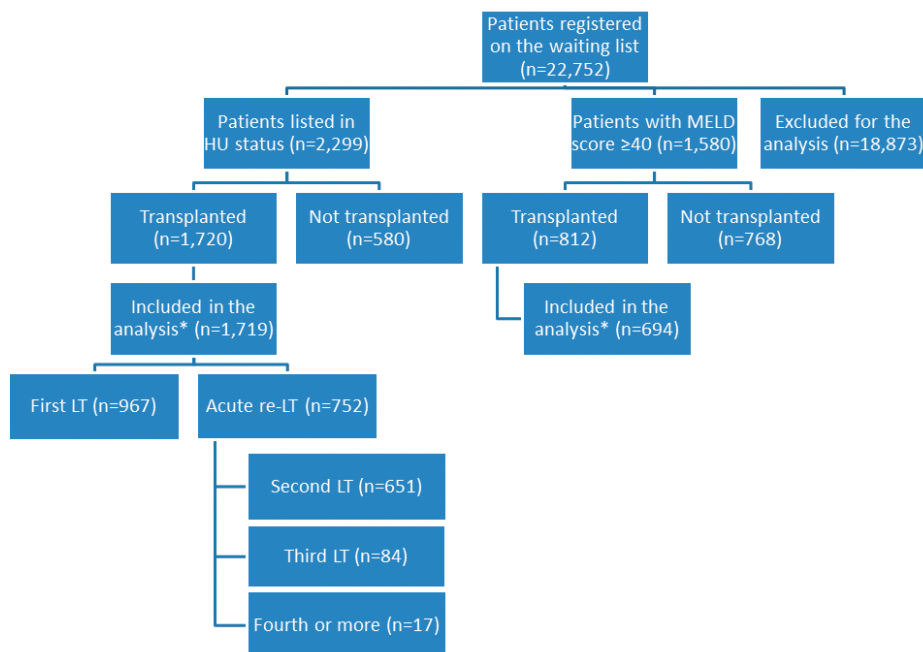 Patients registered
on the waiting list
(n=22,752)
Patients listed in
HU status (n=2,299)
Patients with MELD
score ≥40 (n=1,580)
Excluded for the
analysis (n=18,873)
Transplanted
(n=1,720)
Not transplanted
(n=580)
Transplanted
(n=812)
Not transplanted
(n=768)
Included in the
analysis* (n=1,719)
Included in the
analysis* (n=694)
First LT (n=967)
Acute re-LT (n=752)
Second LT (n=651)
Third LT (n=84)
Fourth or more (n=17)